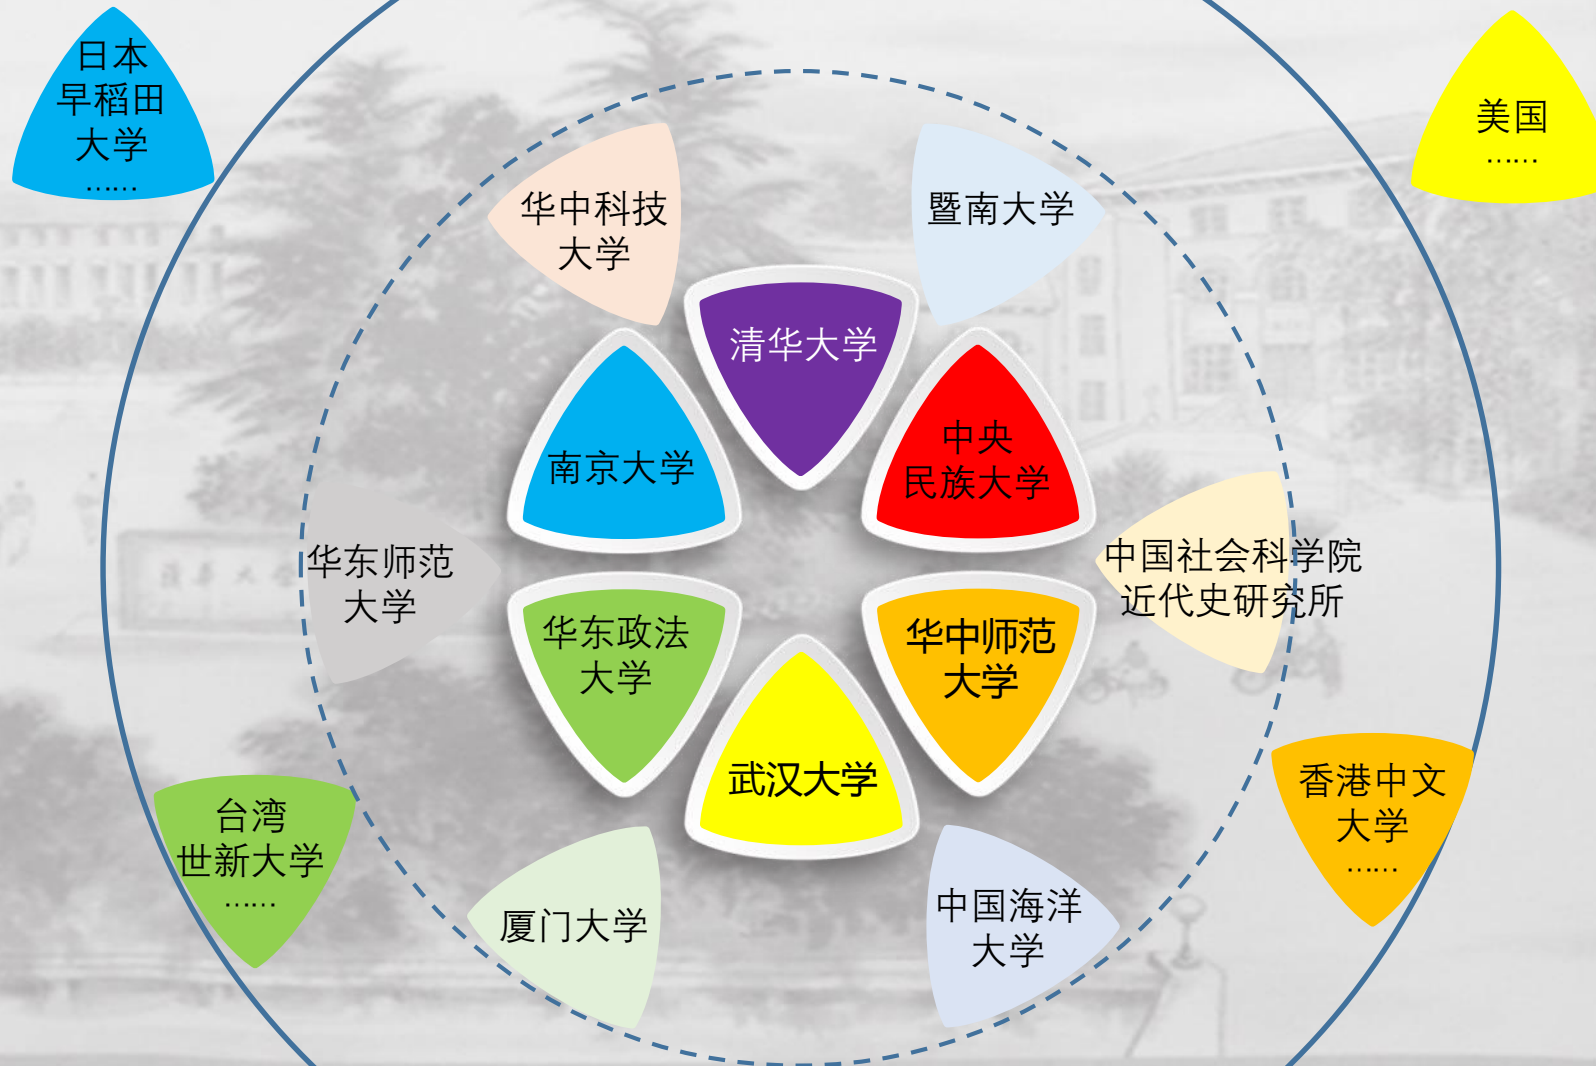 日本
早稻田
大学
……
美国
……
华中科技
大学
暨南大学
清华大学
南京大学
中央
民族大学
华东师范
大学
中国社会科学院
近代史研究所
华东政法
大学
华中师范
大学
武汉大学
台湾
世新大学
……
香港中文
大学
……
厦门大学
中国海洋
大学